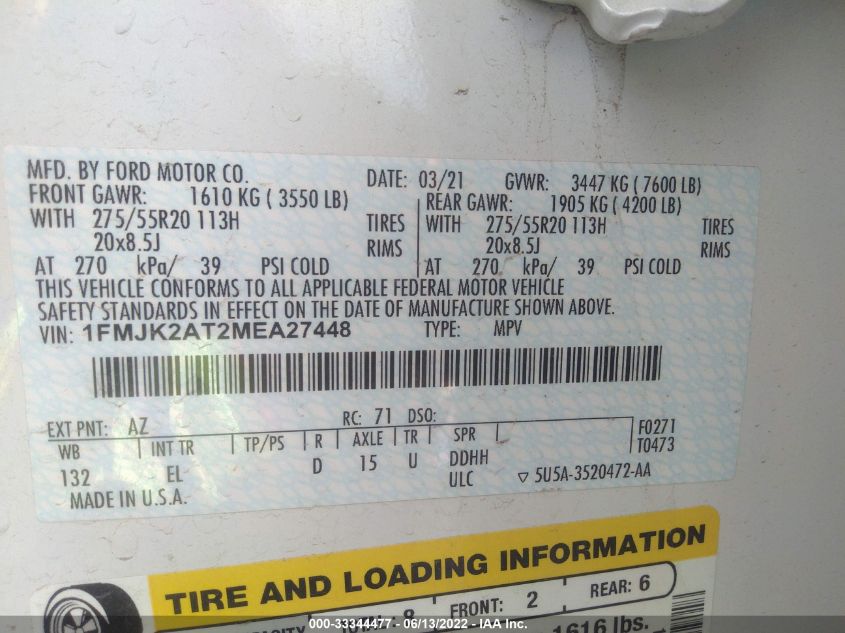 MFD. BY FORD MOTOR CO. DATE: 03/21 GVWR: 3447 KG ( 7600 LB)
FRONT GAWR: 1610 KG ( 3550 LB) REAR GAWR: 1905 KG ( 4200 LB)
WITH 275/55R20 113H TIRES WITH 275/55R20 113H TIRES
20x8.5J RIMS 20x8.5J RIMS
AT 270 kPa/ 39 PSI COLD AT 270 kPa/ 39 PSI COLD
THIS VEHICLE CONFORMS TO ALL APPLICABLE FEDERAL MOTOR VEHICLE
SAFETY STANDARDS IN EFFECT ON THE DATE OF MANUFACTURE SHOWN ABOVE.
VIN: 1FMJK2AT2MEA27448 TYPE: MPV
EXT PNT: AZ RC: 71 DSO: F0271
WB INT TR TP/PS R AXLE TR SPR T0473
132 EL D 15 U DDHH
ULC ▽ 5U5A-3520472-AA
MADE IN U.S.A.
TIRE AND LOADING INFORMATION
8 FRONT: 2 REAR: 6
1616 lbs.
000-33344477 - 06/13/2022 - IAA Inc.